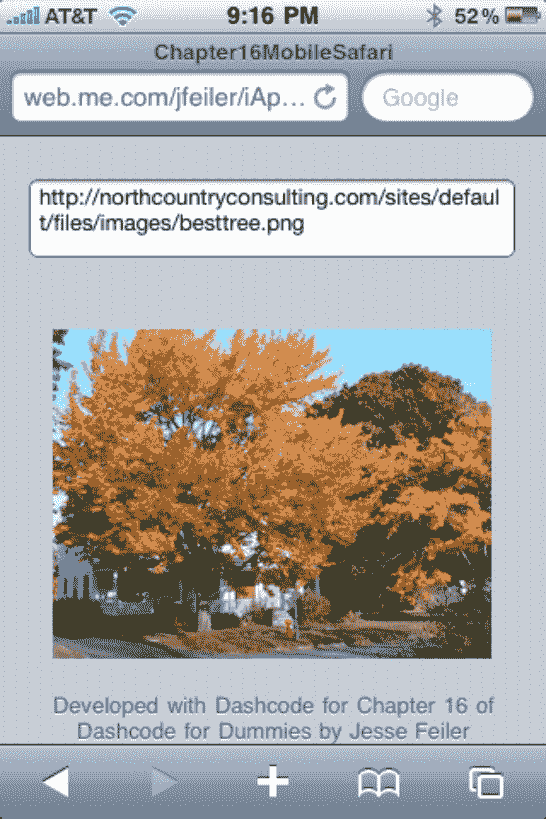 AT&T 9:16 PM 52%
Chapter16MobileSafari
web.me.com/jfeiler/iAp... Google
http://northcountryconsulting.com/sites/defaul
t/files/images/besttree.png
Developed with Dashcode for Chapter 16 of
Dashcode for Dummies by Jesse Feiler